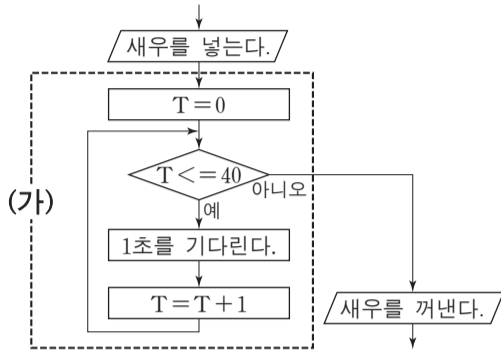 새우를 넣는다.
T=0
T<=40
아니오
(가)
예
1초를 기다린다.
T=T+1
새우를 꺼낸다.